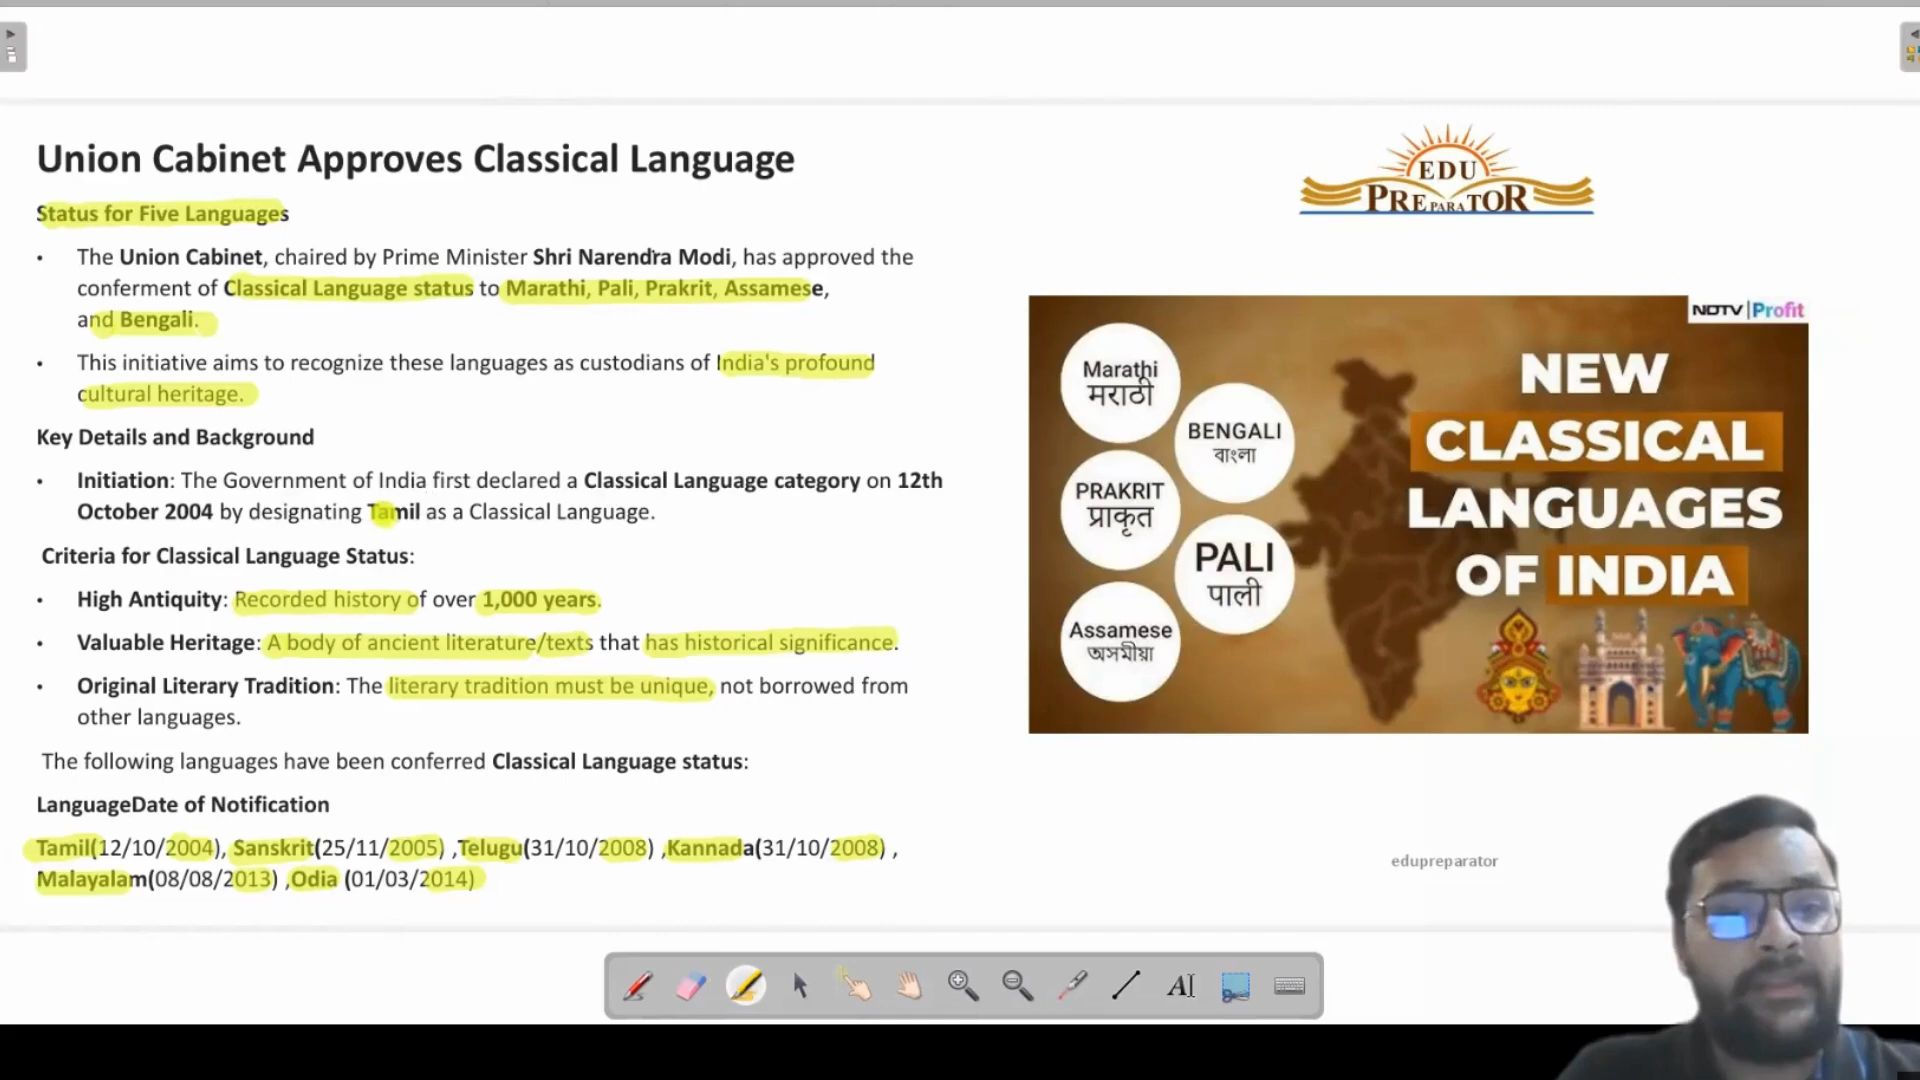 Union Cabinet Approves Classical Language
Status for Five Languages
• The Union Cabinet, chaired by Prime Minister Shri Narendra Modi, has approved the
conferment of Classical Language status to Marathi, Pali, Prakrit, Assamese,
and Bengali.
• This initiative aims to recognize these languages as custodians of India's profound
cultural heritage.
Key Details and Background
• Initiation: The Government of India first declared a Classical Language category on 12th
October 2004 by designating Tamil as a Classical Language.
Criteria for Classical Language Status:
• High Antiquity: Recorded history of over 1,000 years.
• Valuable Heritage: A body of ancient literature/texts that has historical significance.
• Original Literary Tradition: The literary tradition must be unique, not borrowed from
other languages.
The following languages have been conferred Classical Language status:
LanguageDate of Notification
Tamil(12/10/2004), Sanskrit(25/11/2005) ,Telugu(31/10/2008) ,Kannada(31/10/2008) ,
Malayalam(08/08/2013) ,Odia (01/03/2014)
EDU
PREPARATOR
NDTV |Profit
Marathi
मराठी
BENGALI
বাংলা
PRAKRIT
प्राकृत
PALI
पाली
Assamese
অসমীয়া
NEW
CLASSICAL
LANGUAGES
OF INDIA
edupreparator
AI